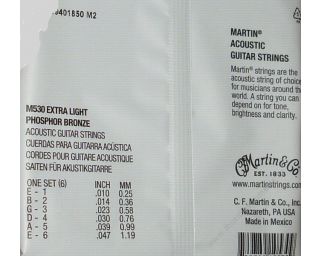 9401850 M2
M530 EXTRA LIGHT
PHOSPHOR BRONZE
ACOUSTIC GUITAR STRINGS
CUERDAS PARA GUITARRA ACÚSTICA
CORDES POUR GUITARE ACOUSTIQUE
SAITEN FÜR AKUSTIKGITARRE
ONE SET (6) INCH MM
E - 1 .010 0.25
B - 2 .014 0.36
G - 3 .023 0.58
D - 4 .030 0.76
A - 5 .039 0.99
E - 6 .047 1.19
MARTIN®
ACOUSTIC
GUITAR STRINGS
Martin® strings are the
acoustic string of choice
for musicians around the
world. A string you can
depend on for tone,
brightness and clarity.
Martin & Co
EST. 1833
www.martinstrings.com
C. F. Martin & Co., Inc.
Nazareth, PA USA
Made in Mexico